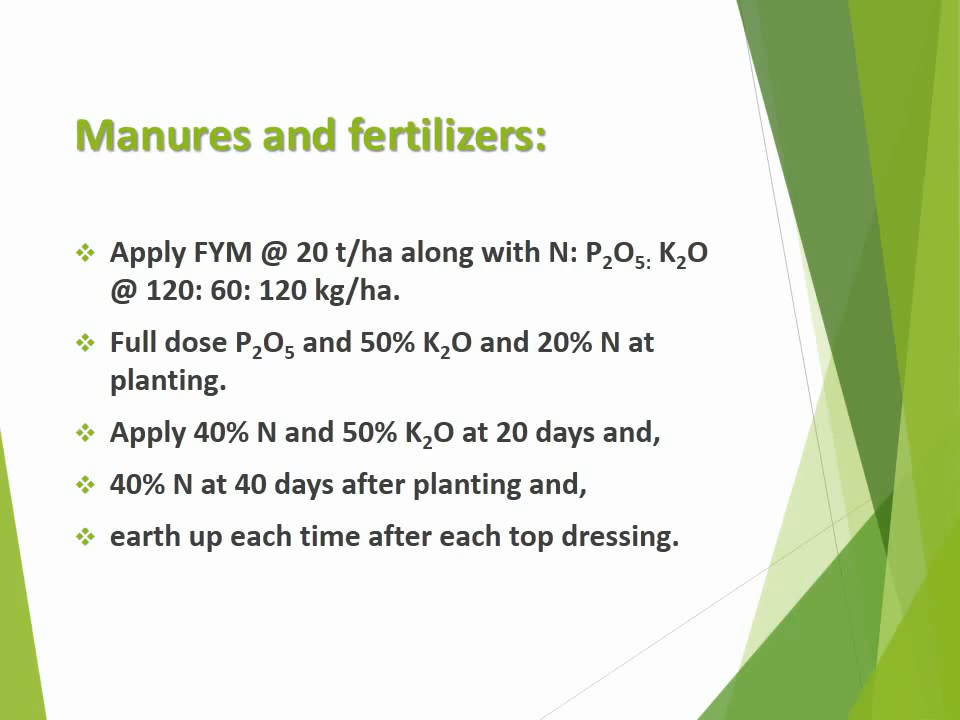 Manures and fertilizers:
❖ Apply FYM @ 20 t/ha along with N: P₂O₅: K₂O
@ 120: 60: 120 kg/ha.
❖ Full dose P₂O₅ and 50% K₂O and 20% N at
planting.
❖ Apply 40% N and 50% K₂O at 20 days and,
❖ 40% N at 40 days after planting and,
❖ earth up each time after each top dressing.